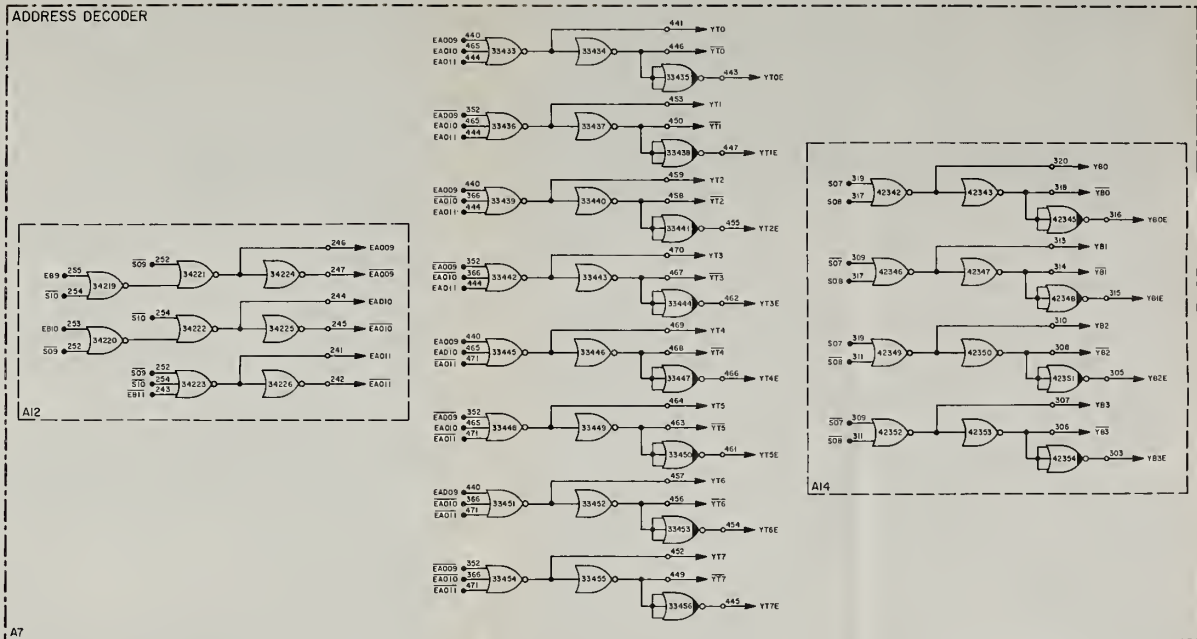 ADDRESS DECODER
A12
EB9 255
S10 254
34219
EB10 253
S09 252
34220
S09 252
34221
34224
246 EA009
247 EA009
S10 254
34222
34225
244 EA010
245 EA010
S09 252
S10 254
EB11 243
34223
34226
241 EA011
242 EA011
EA009 440
EA010 465
EA011 444
33433
33434
33435
441 YT0
446 YT0
443 YT0E
EA009 352
EA010 465
EA011 444
33436
33437
33438
453 YT1
450 YT1
447 YT1E
EA009 440
EA010 366
EA011 444
33439
33440
33441
459 YT2
458 YT2
455 YT2E
EA009 352
EA010 366
EA011 444
33442
33443
33444
470 YT3
467 YT3
462 YT3E
EA009 440
EA010 465
EA011 471
33445
33446
33447
469 YT4
468 YT4
466 YT4E
EA009 352
EA010 465
EA011 471
33448
33449
33450
464 YT5
463 YT5
461 YT5E
EA009 440
EA010 366
EA011 471
33451
33452
33453
457 YT6
456 YT6
454 YT6E
EA009 352
EA010 366
EA011 471
33454
33455
33456
452 YT7
449 YT7
445 YT7E
S07 319
S08 317
42342
42343
42345
320 YB0
318 YB0
316 YB0E
S07 309
S08 317
42346
42347
42348
313 YB1
314 YB1
315 YB1E
S07 319
S08 311
42349
42350
42351
310 YB2
308 YB2
305 YB2E
S07 309
S08 311
42352
42353
42354
307 YB3
306 YB3
303 YB3E
A14
A7